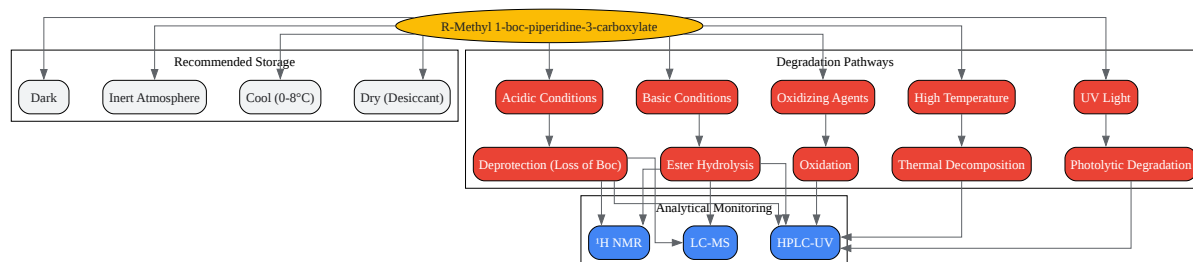 R-Methyl 1-boc-piperidine-3-carboxylate
Recommended Storage
Degradation Pathways
Dark
Inert Atmosphere
Cool (0-8°C)
Dry (Desiccant)
Acidic Conditions
Basic Conditions
Oxidizing Agents
High Temperature
UV Light
Deprotection (Loss of Boc)
Ester Hydrolysis
Oxidation
Thermal Decomposition
Photolytic Degradation
Analytical Monitoring
¹H NMR
LC-MS
HPLC-UV